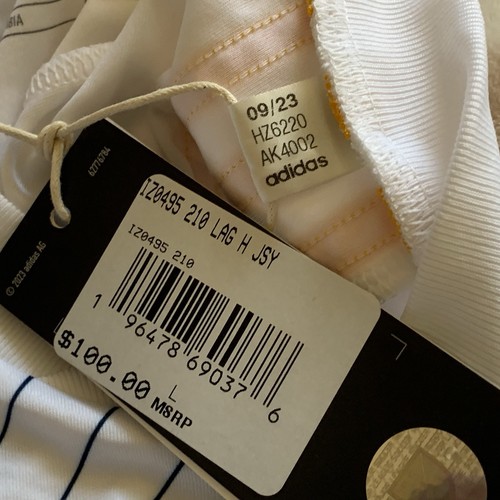 09/23
HZ6220
AK4002
adidas
© 2023 adidas AG
IZ0495 210 LAG H JSY
IZ0495 210
1 96478 69037 6
L
$100.00 MSRP